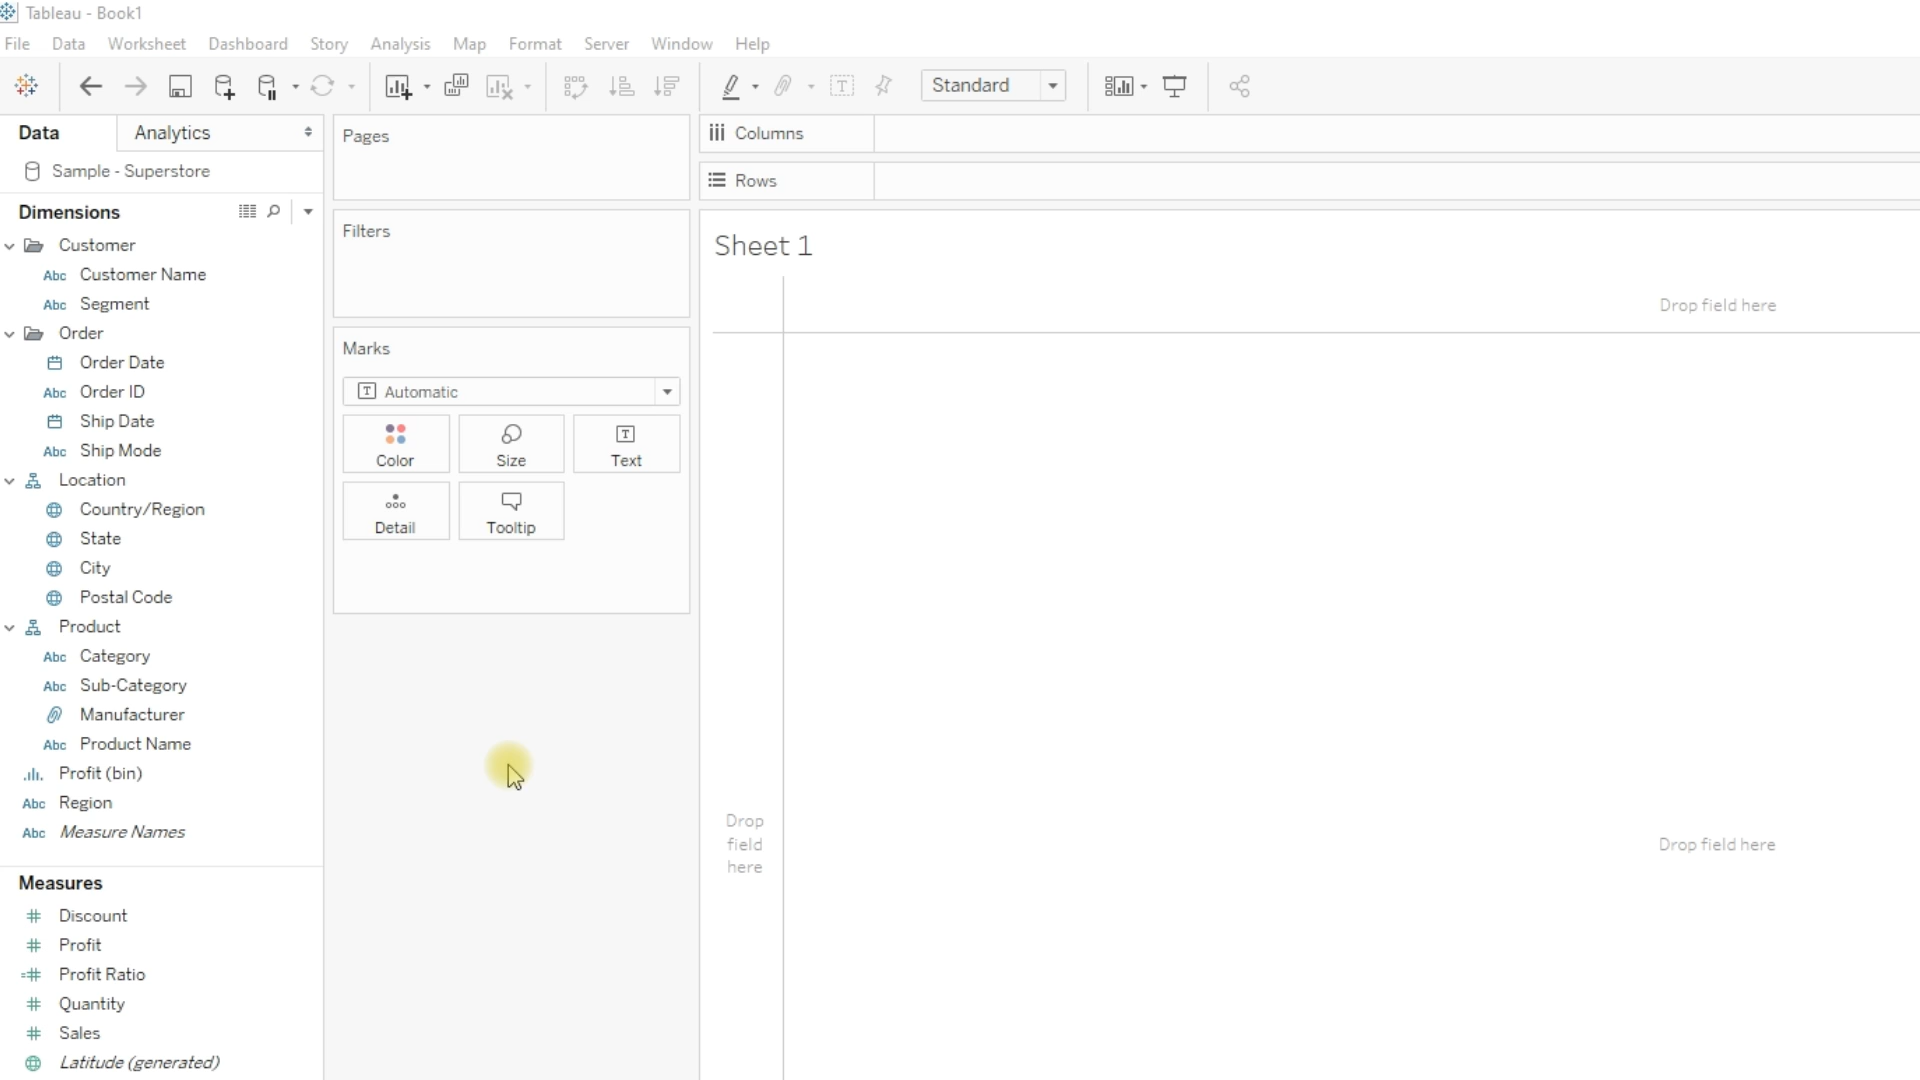 Tableau - Book1
File Data Worksheet Dashboard Story Analysis Map Format Server Window Help
Standard
Data Analytics
Sample - Superstore
Dimensions
Customer
Abc Customer Name
Abc Segment
Order
Order Date
Abc Order ID
Ship Date
Abc Ship Mode
Location
Country/Region
State
City
Postal Code
Product
Abc Category
Abc Sub-Category
Manufacturer
Abc Product Name
Profit (bin)
Abc Region
Abc Measure Names
Measures
# Discount
# Profit
=# Profit Ratio
# Quantity
# Sales
Latitude (generated)
Pages
Filters
Marks
T Automatic
Color Size T Text
Detail Tooltip
Columns
Rows
Sheet 1
Drop field here
Drop
field
here
Drop field here